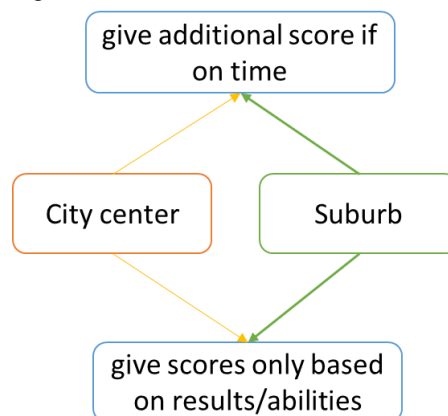 give additional score if
on time
City center
Suburb
give scores only based
on results/abilities